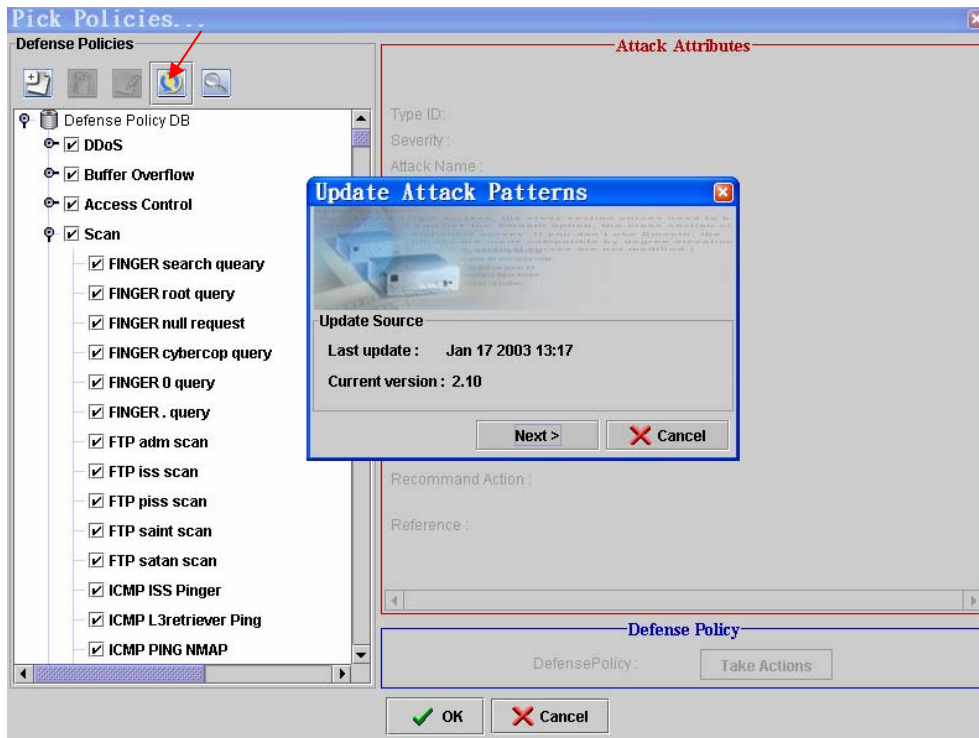 Pick Policies...
Defense Policies
Defense Policy DB
DDoS
Buffer Overflow
Access Control
Scan
FINGER search queary
FINGER root query
FINGER null request
FINGER cybercop query
FINGER 0 query
FINGER . query
FTP adm scan
FTP iss scan
FTP piss scan
FTP saint scan
FTP satan scan
ICMP ISS Pinger
ICMP L3retriever Ping
ICMP PING NMAP
Attack Attributes
Type ID:
Severity :
Attack Name :
Update Attack Patterns
Update Source
Last update : Jan 17 2003 13:17
Current version : 2.10
Next >
Cancel
Recommand Action :
Reference :
Defense Policy
DefensePolicy :
Take Actions
OK
Cancel